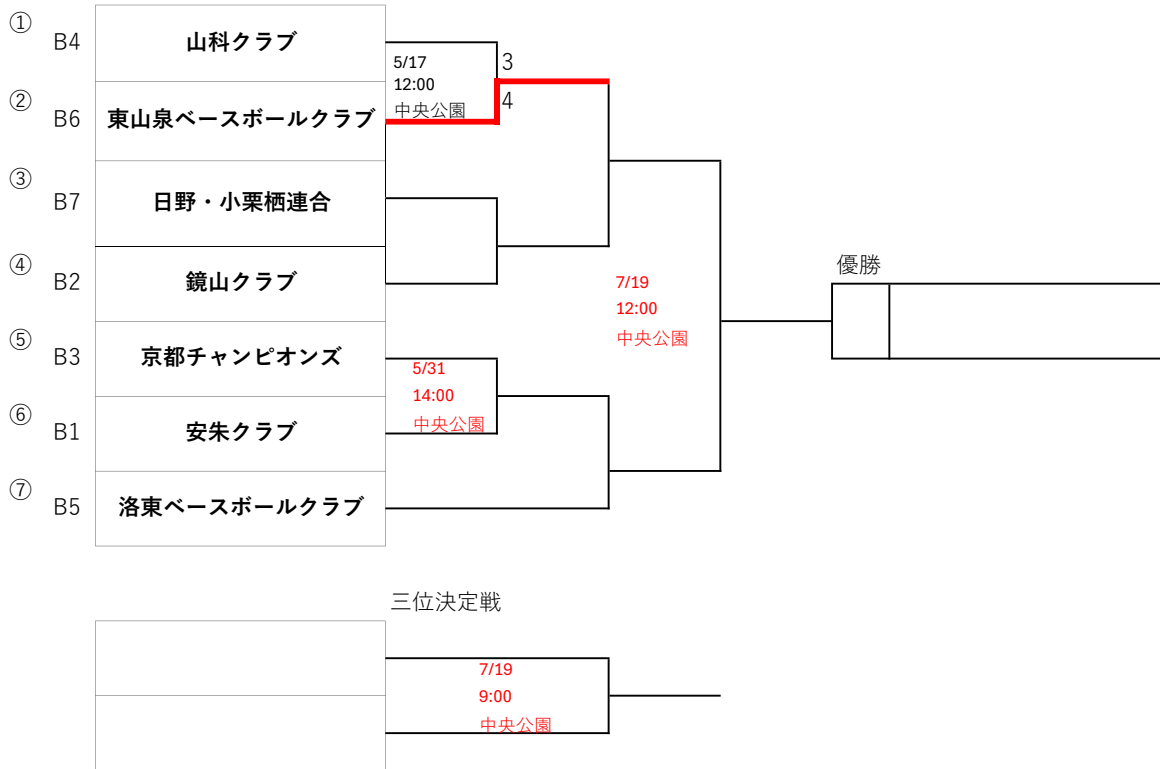 ①
B4
山科クラブ
5/17
12:00
中央公園
3
4
②
B6
東山泉ベースボールクラブ
③
B7
日野・小栗栖連合
④
B2
鏡山クラブ
7/19
12:00
中央公園
優勝
⑤
B3
京都チャンピオンズ
5/31
14:00
中央公園
⑥
B1
安朱クラブ
⑦
B5
洛東ベースボールクラブ
三位決定戦
7/19
9:00
中央公園